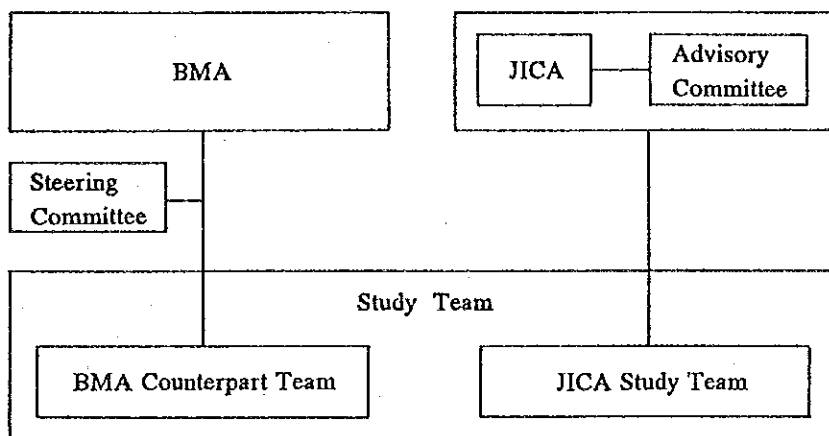 BMA
JICA
Advisory
Committee
Steering
Committee
Study Team
BMA Counterpart Team
JICA Study Team